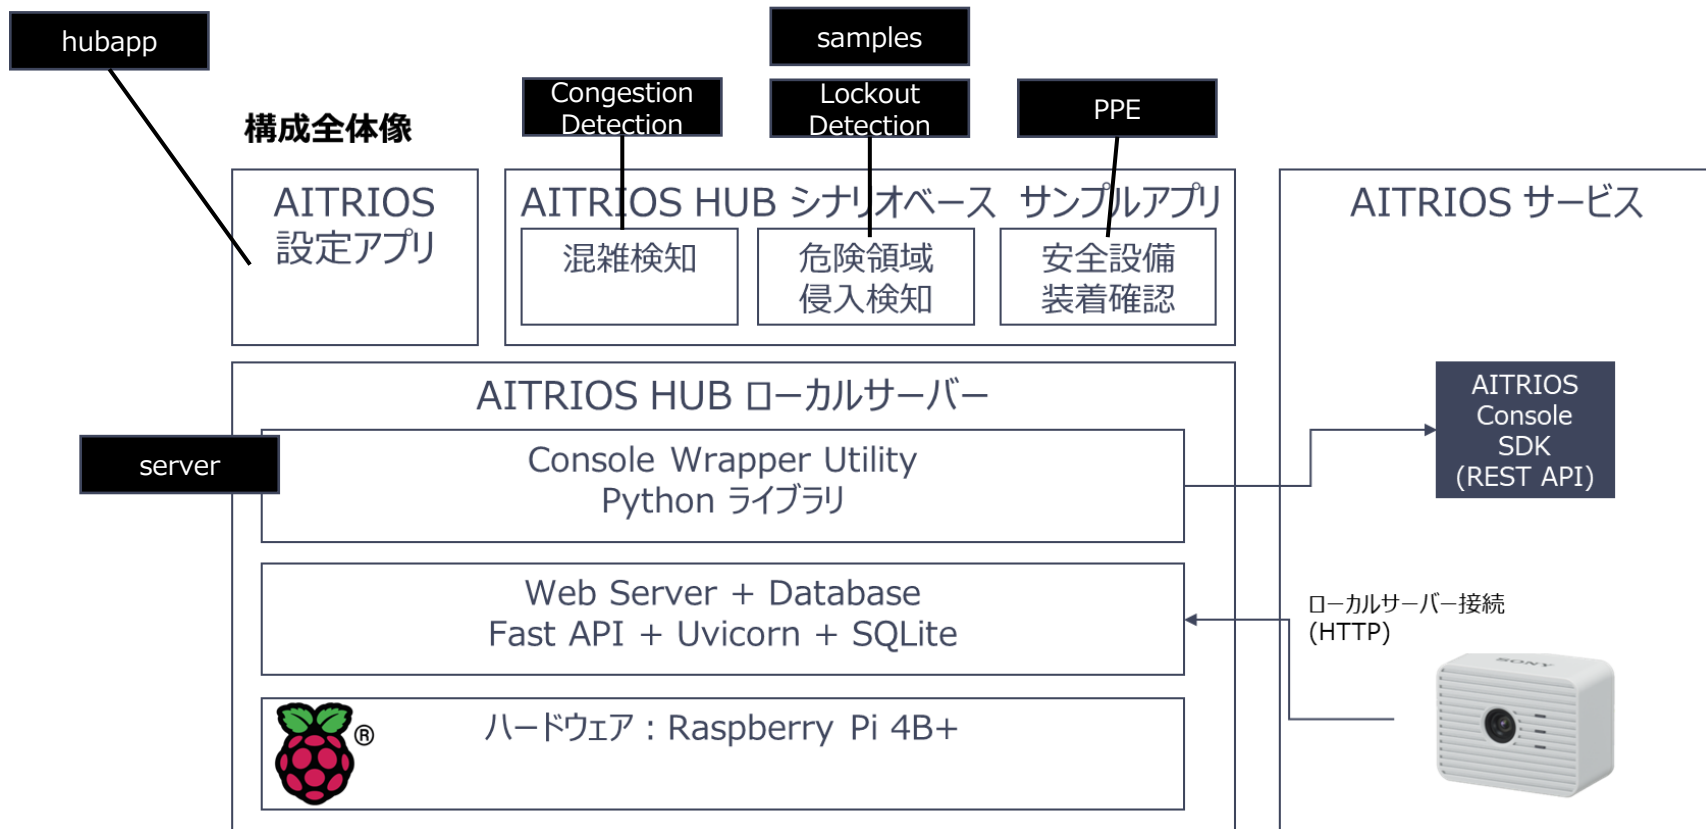 hubapp
samples
Congestion
Detection
Lockout
Detection
PPE
構成全体像
AITRIOS
設定アプリ
AITRIOS HUB シナリオベース サンプルアプリ
混雑検知
危険領域
侵入検知
安全設備
装着確認
AITRIOS サービス
AITRIOS HUB ローカルサーバー
server
Console Wrapper Utility
Python ライブラリ
AITRIOS
Console
SDK
(REST API)
Web Server + Database
Fast API + Uvicorn + SQLite
ローカルサーバー接続
(HTTP)
SONY
®
ハードウェア : Raspberry Pi 4B+